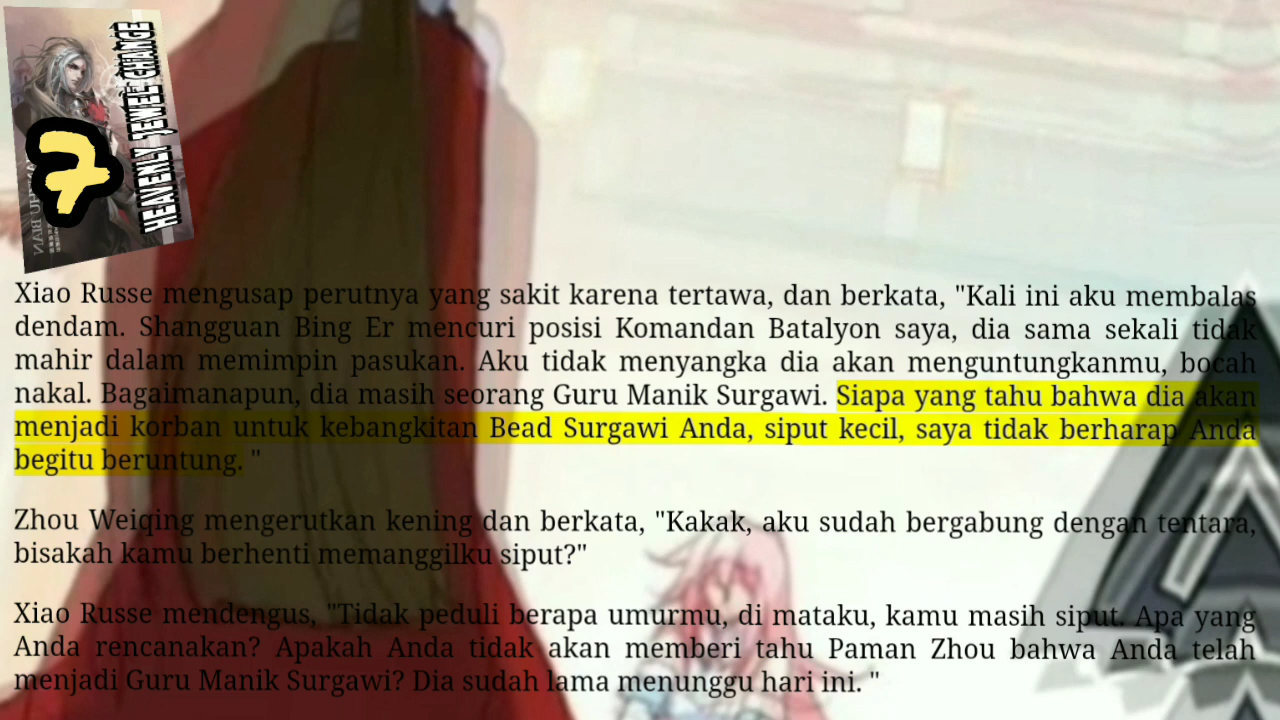 HEAVENLY JEWEL CHANGE
7
BIAN
Xiao Russe mengusap perutnya yang sakit karena tertawa, dan berkata, "Kali ini aku membalas
dendam. Shangguan Bing Er mencuri posisi Komandan Batalyon saya, dia sama sekali tidak
mahir dalam memimpin pasukan. Aku tidak menyangka dia akan menguntungkanmu, bocah
nakal. Bagaimanapun, dia masih seorang Guru Manik Surgawi. Siapa yang tahu bahwa dia akan
menjadi korban untuk kebangkitan Bead Surgawi Anda, siput kecil, saya tidak berharap Anda
begitu beruntung. "
Zhou Weiqing mengerutkan kening dan berkata, "Kakak, aku sudah bergabung dengan tentara,
bisakah kamu berhenti memanggilku siput?"
Xiao Russe mendengus, "Tidak peduli berapa umurmu, di mataku, kamu masih siput. Apa yang
Anda rencanakan? Apakah Anda tidak akan memberi tahu Paman Zhou bahwa Anda telah
menjadi Guru Manik Surgawi? Dia sudah lama menunggu hari ini. "